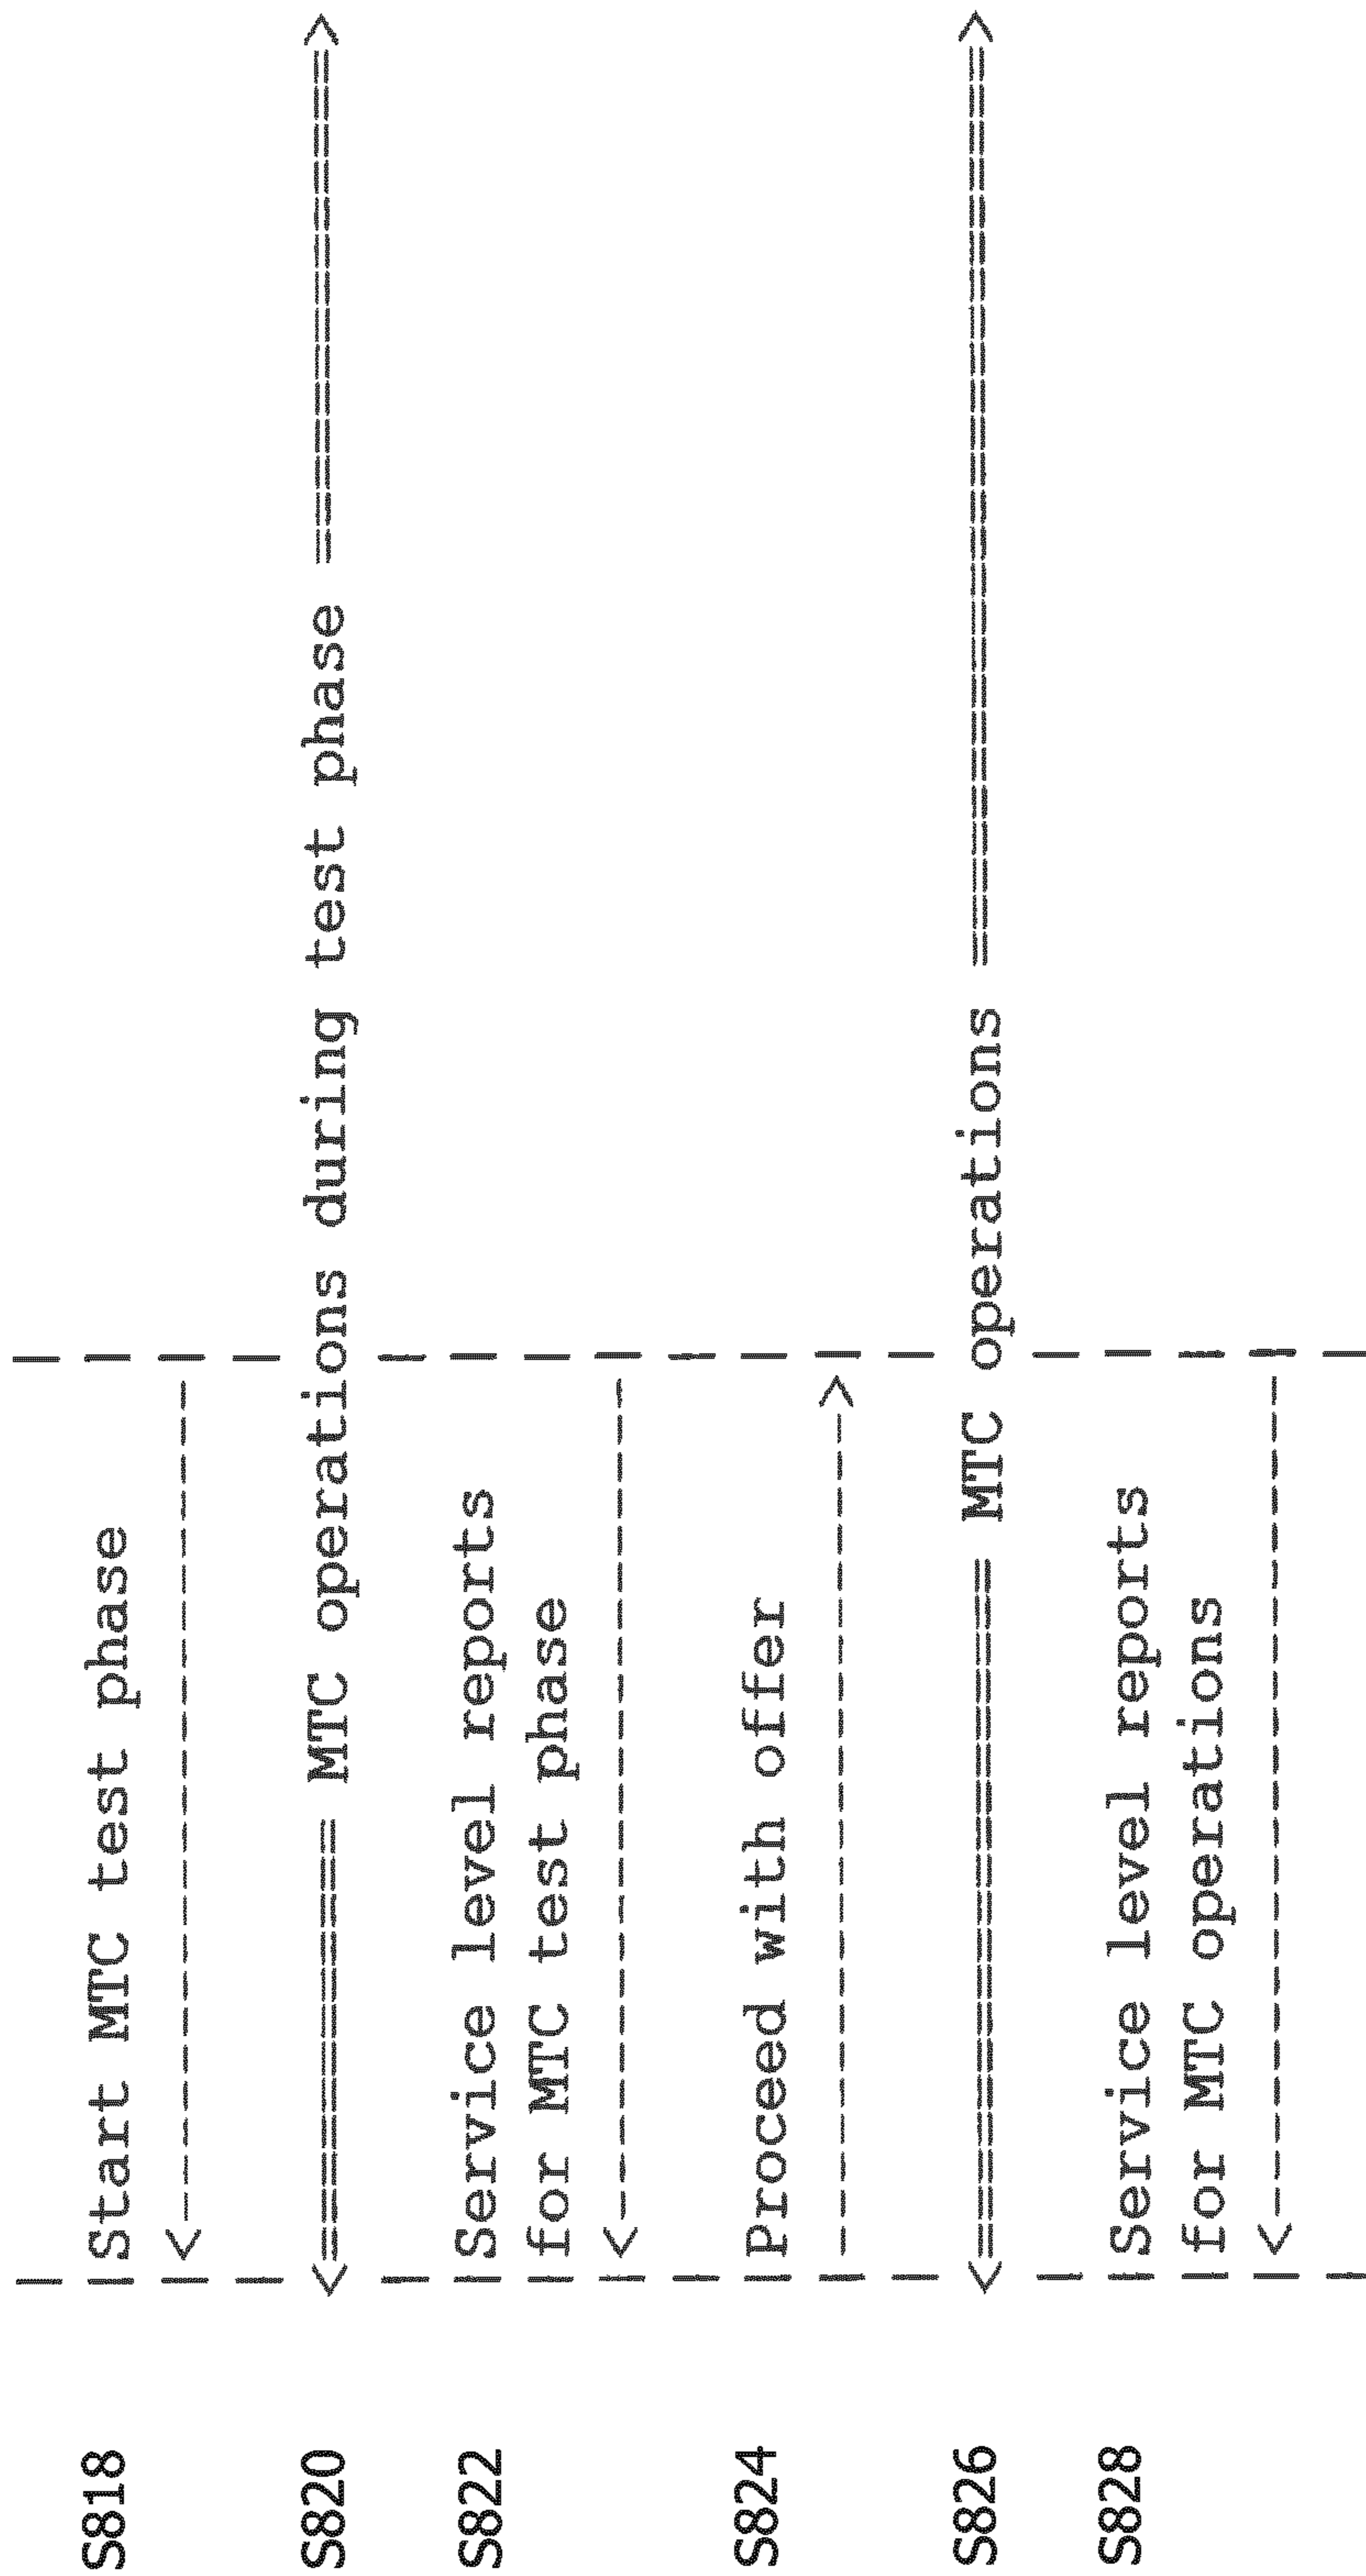 S818 Start MTC test phase
<------------------------
S820 <============ MTC operations during test phase ==============>
S822 Service level reports
for MTC test phase
<------------------------
S824 Proceed with offer
------------------------>
S826 <=================== MTC operations =========================>
S828 Service level reports
for MTC operations
<------------------------